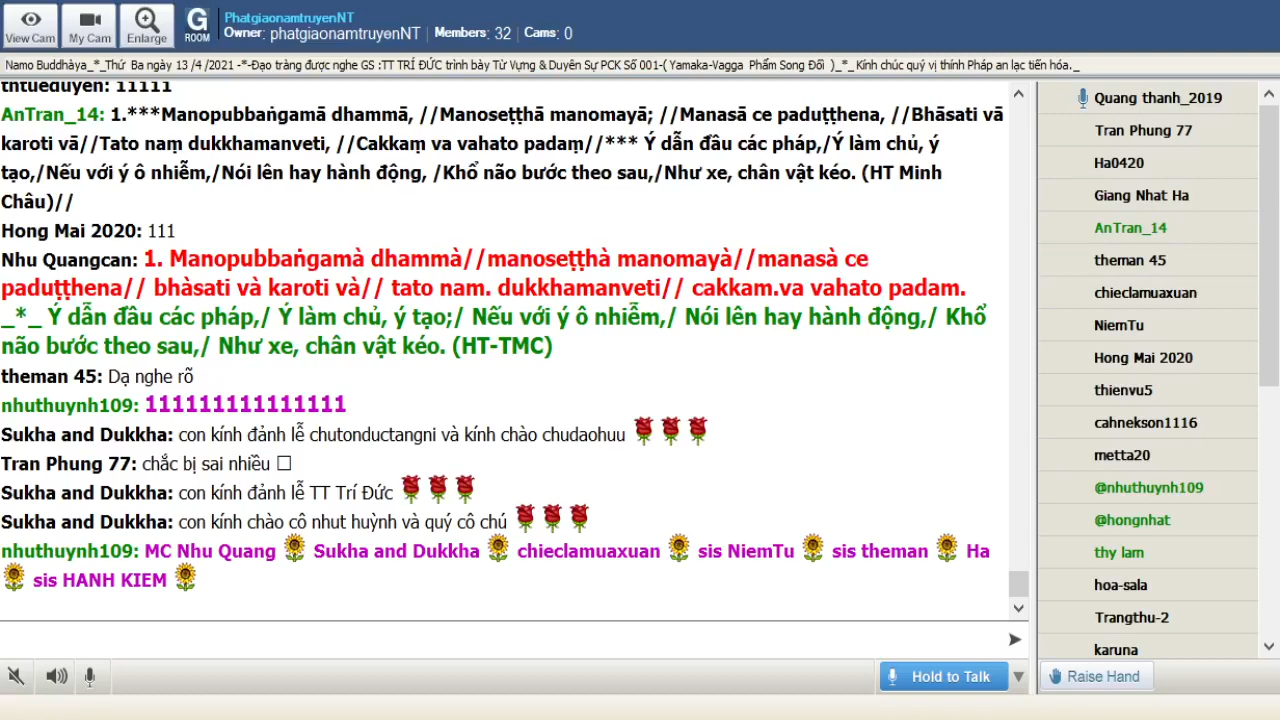 View Cam
My Cam
Enlarge
G
ROOM
PhatgiaonamtruyenNT
Owner: phatgiaonamtruyenNT | Members: 32 | Cams: 0
Namo Buddhàya_*_Thứ Ba ngày 13 /4 /2021 -*-Đạo tràng được nghe GS :TT TRÍ ĐỨC trình bày Từ Vựng & Duyên Sự PCK Số 001-( Yamaka-Vagga Phẩm Song Đối )_*_ Kính chúc quý vị thính Pháp an lạc tiến hóa._
thtueduyen: 11111
AnTran_14: 1.***Manopubbaṅgamā dhammā, //Manoseṭṭhā manomayā; //Manasā ce paduṭṭhena, //Bhāsati vā
karoti vā//Tato naṃ dukkhamanveti, //Cakkaṃ va vahato padaṃ//*** Ý dẫn đầu các pháp,/Ý làm chủ, ý
tạo,/Nếu với ý ô nhiễm,/Nói lên hay hành động, /Khổ não bước theo sau,/Như xe, chân vật kéo. (HT Minh
Châu)//
Hong Mai 2020: 111
Nhu Quangcan: 1. Manopubbaṅgamà dhammà//manoseṭṭhà manomayà//manasà ce
paduṭṭhena// bhàsati và karoti và// tato nam. dukkhamanveti// cakkam.va vahato padam.
_*_ Ý dẫn đầu các pháp,/ Ý làm chủ, ý tạo;/ Nếu với ý ô nhiễm,/ Nói lên hay hành động,/ Khổ
não bước theo sau,/ Như xe, chân vật kéo. (HT-TMC)
theman 45: Dạ nghe rõ
nhuthuynh109: 111111111111111
Sukha and Dukkha: con kính đảnh lễ chutonductangni và kính chào chudaohuu
Tran Phung 77: chắc bị sai nhiều □
Sukha and Dukkha: con kính đảnh lễ TT Trí Đức
Sukha and Dukkha: con kính chào cô nhut huỳnh và quý cô chú
nhuthuynh109: MC Nhu Quang Sukha and Dukkha chieclamuaxuan sis NiemTu sis theman Ha
sis HANH KIEM
Hold to Talk
Quang thanh_2019
Tran Phung 77
Ha0420
Giang Nhat Ha
AnTran_14
theman 45
chieclamuaxuan
NiemTu
Hong Mai 2020
thienvu5
cahnekson1116
metta20
@nhuthuynh109
@hongnhat
thy lam
hoa-sala
Trangthu-2
karuna
Raise Hand